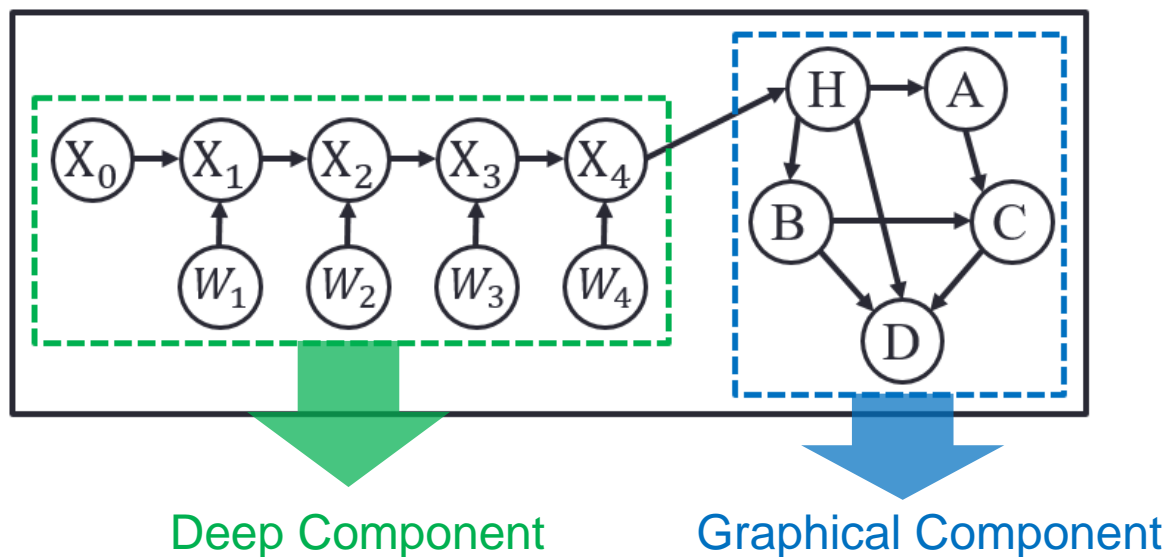 H A
X₀ X₁ X₂ X₃ X₄
B C
W₁ W₂ W₃ W₄
D
Deep Component
Graphical Component